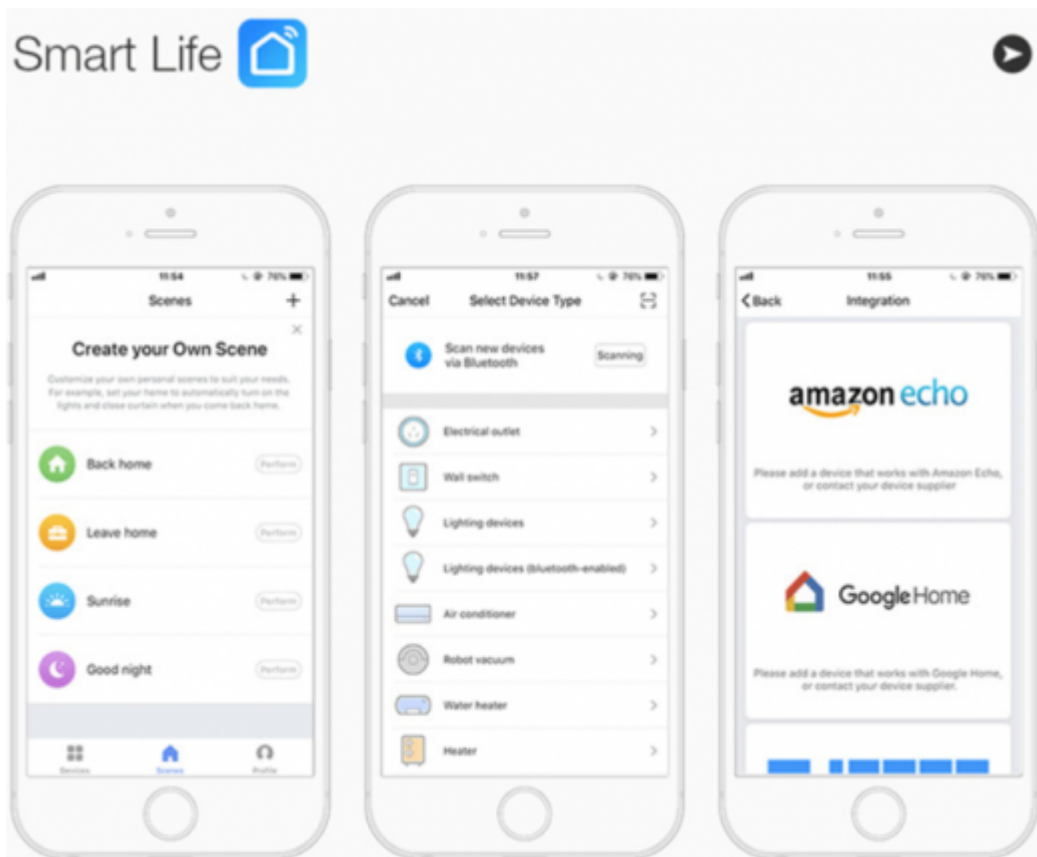 Smart Life
11:54
76%
Scenes
+
Create your Own Scene
Customize your own personal scenes to suit your needs.
For example, set your home to automatically turn on the
lights and close curtain when you come back home.
Back home
Perform
Leave home
Perform
Sunrise
Perform
Good night
Perform
Devices
Scenes
Profile
11:57
76%
Cancel
Select Device Type
Scan new devices
via Bluetooth
Scanning
Electrical outlet
Wall switch
Lighting devices
Lighting devices (bluetooth-enabled)
Air conditioner
Robot vacuum
Water heater
Heater
11:55
76%
Back
Integration
amazon echo
Please add a device that works with Amazon Echo,
or contact your device supplier
Google Home
Please add a device that works with Google Home,
or contact your device supplier.